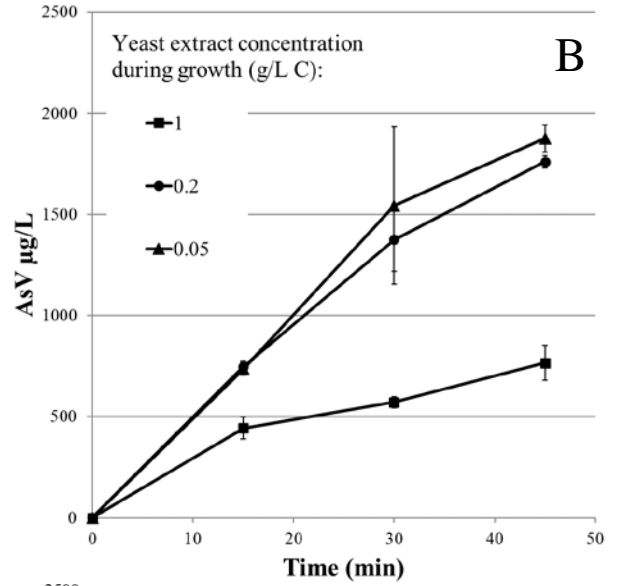 2500
Yeast extract concentration
during growth (g/L C):
B
2000
1
0.2
1500
0.05
AsV µg/L
1000
500
0
0 10 20 30 40 50
Time (min)